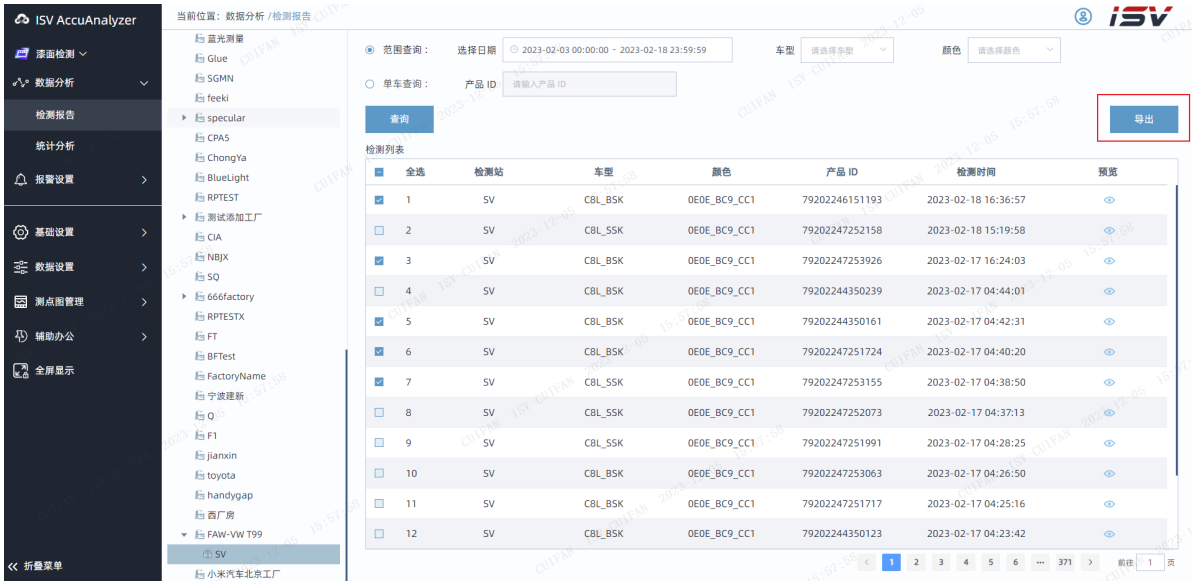 ISV AccuAnalyzer
漆面检测
数据分析
检测报告
统计分析
报警设置
基础设置
数据设置
测点图管理
辅助办公
全屏显示
折叠菜单
当前位置：数据分析 /检测报告
ISV
蓝光测量
Glue
SGMN
feeki
specular
CPA5
ChongYa
BlueLight
RPTEST
测试添加工厂
CIA
NBJX
SQ
666factory
RPTESTX
FT
BFTest
FactoryName
宁波建新
Q
F1
jianxin
toyota
handygap
西厂房
FAW-VW T99
SV
小米汽车北京工厂
范围查询： 选择日期 2023-02-03 00:00:00 - 2023-02-18 23:59:59 车型 请选择车型 颜色 请选择颜色
单车查询： 产品 ID 请输入产品 ID
查询 导出
检测列表
全选 检测站 车型 颜色 产品 ID 检测时间 预览
1 SV C8L_BSK 0E0E_BC9_CC1 79202246151193 2023-02-18 16:36:57
2 SV C8L_SSK 0E0E_BC9_CC1 79202247252158 2023-02-18 15:19:58
3 SV C8L_BSK 0E0E_BC9_CC1 79202247253926 2023-02-17 16:24:03
4 SV C8L_BSK 0E0E_BC9_CC1 79202244350239 2023-02-17 04:44:01
5 SV C8L_BSK 0E0E_BC9_CC1 79202244350161 2023-02-17 04:42:31
6 SV C8L_BSK 0E0E_BC9_CC1 79202247251724 2023-02-17 04:40:20
7 SV C8L_SSK 0E0E_BC9_CC1 79202247253155 2023-02-17 04:38:50
8 SV C8L_SSK 0E0E_BC9_CC1 79202247252073 2023-02-17 04:37:13
9 SV C8L_SSK 0E0E_BC9_CC1 79202247251991 2023-02-17 04:28:25
10 SV C8L_BSK 0E0E_BC9_CC1 79202247253063 2023-02-17 04:26:50
11 SV C8L_BSK 0E0E_BC9_CC1 79202247251717 2023-02-17 04:25:16
12 SV C8L_BSK 0E0E_BC9_CC1 79202244350123 2023-02-17 04:23:42
1 2 3 4 5 6 ··· 371 前往 1 页